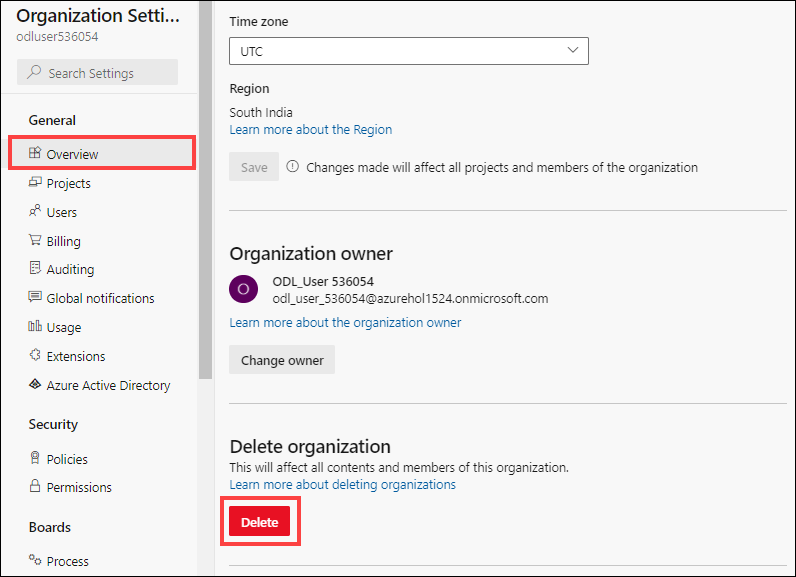 Organization Setti...
odluser536054
Search Settings
General
Overview
Projects
Users
Billing
Auditing
Global notifications
Usage
Extensions
Azure Active Directory
Security
Policies
Permissions
Boards
Process
Time zone
UTC
Region
South India
Learn more about the Region
Save
Changes made will affect all projects and members of the organization
Organization owner
O
ODL_User 536054
odl_user_536054@azurehol1524.onmicrosoft.com
Learn more about the organization owner
Change owner
Delete organization
This will affect all contents and members of this organization.
Learn more about deleting organizations
Delete